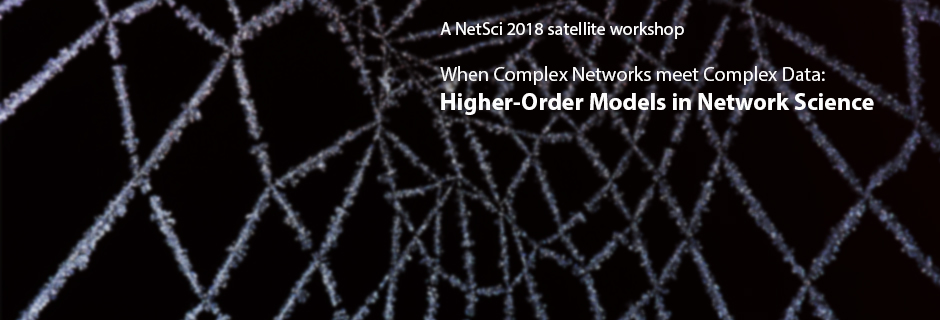 A NetSci 2018 satellite workshop
When Complex Networks meet Complex Data:
Higher-Order Models in Network Science